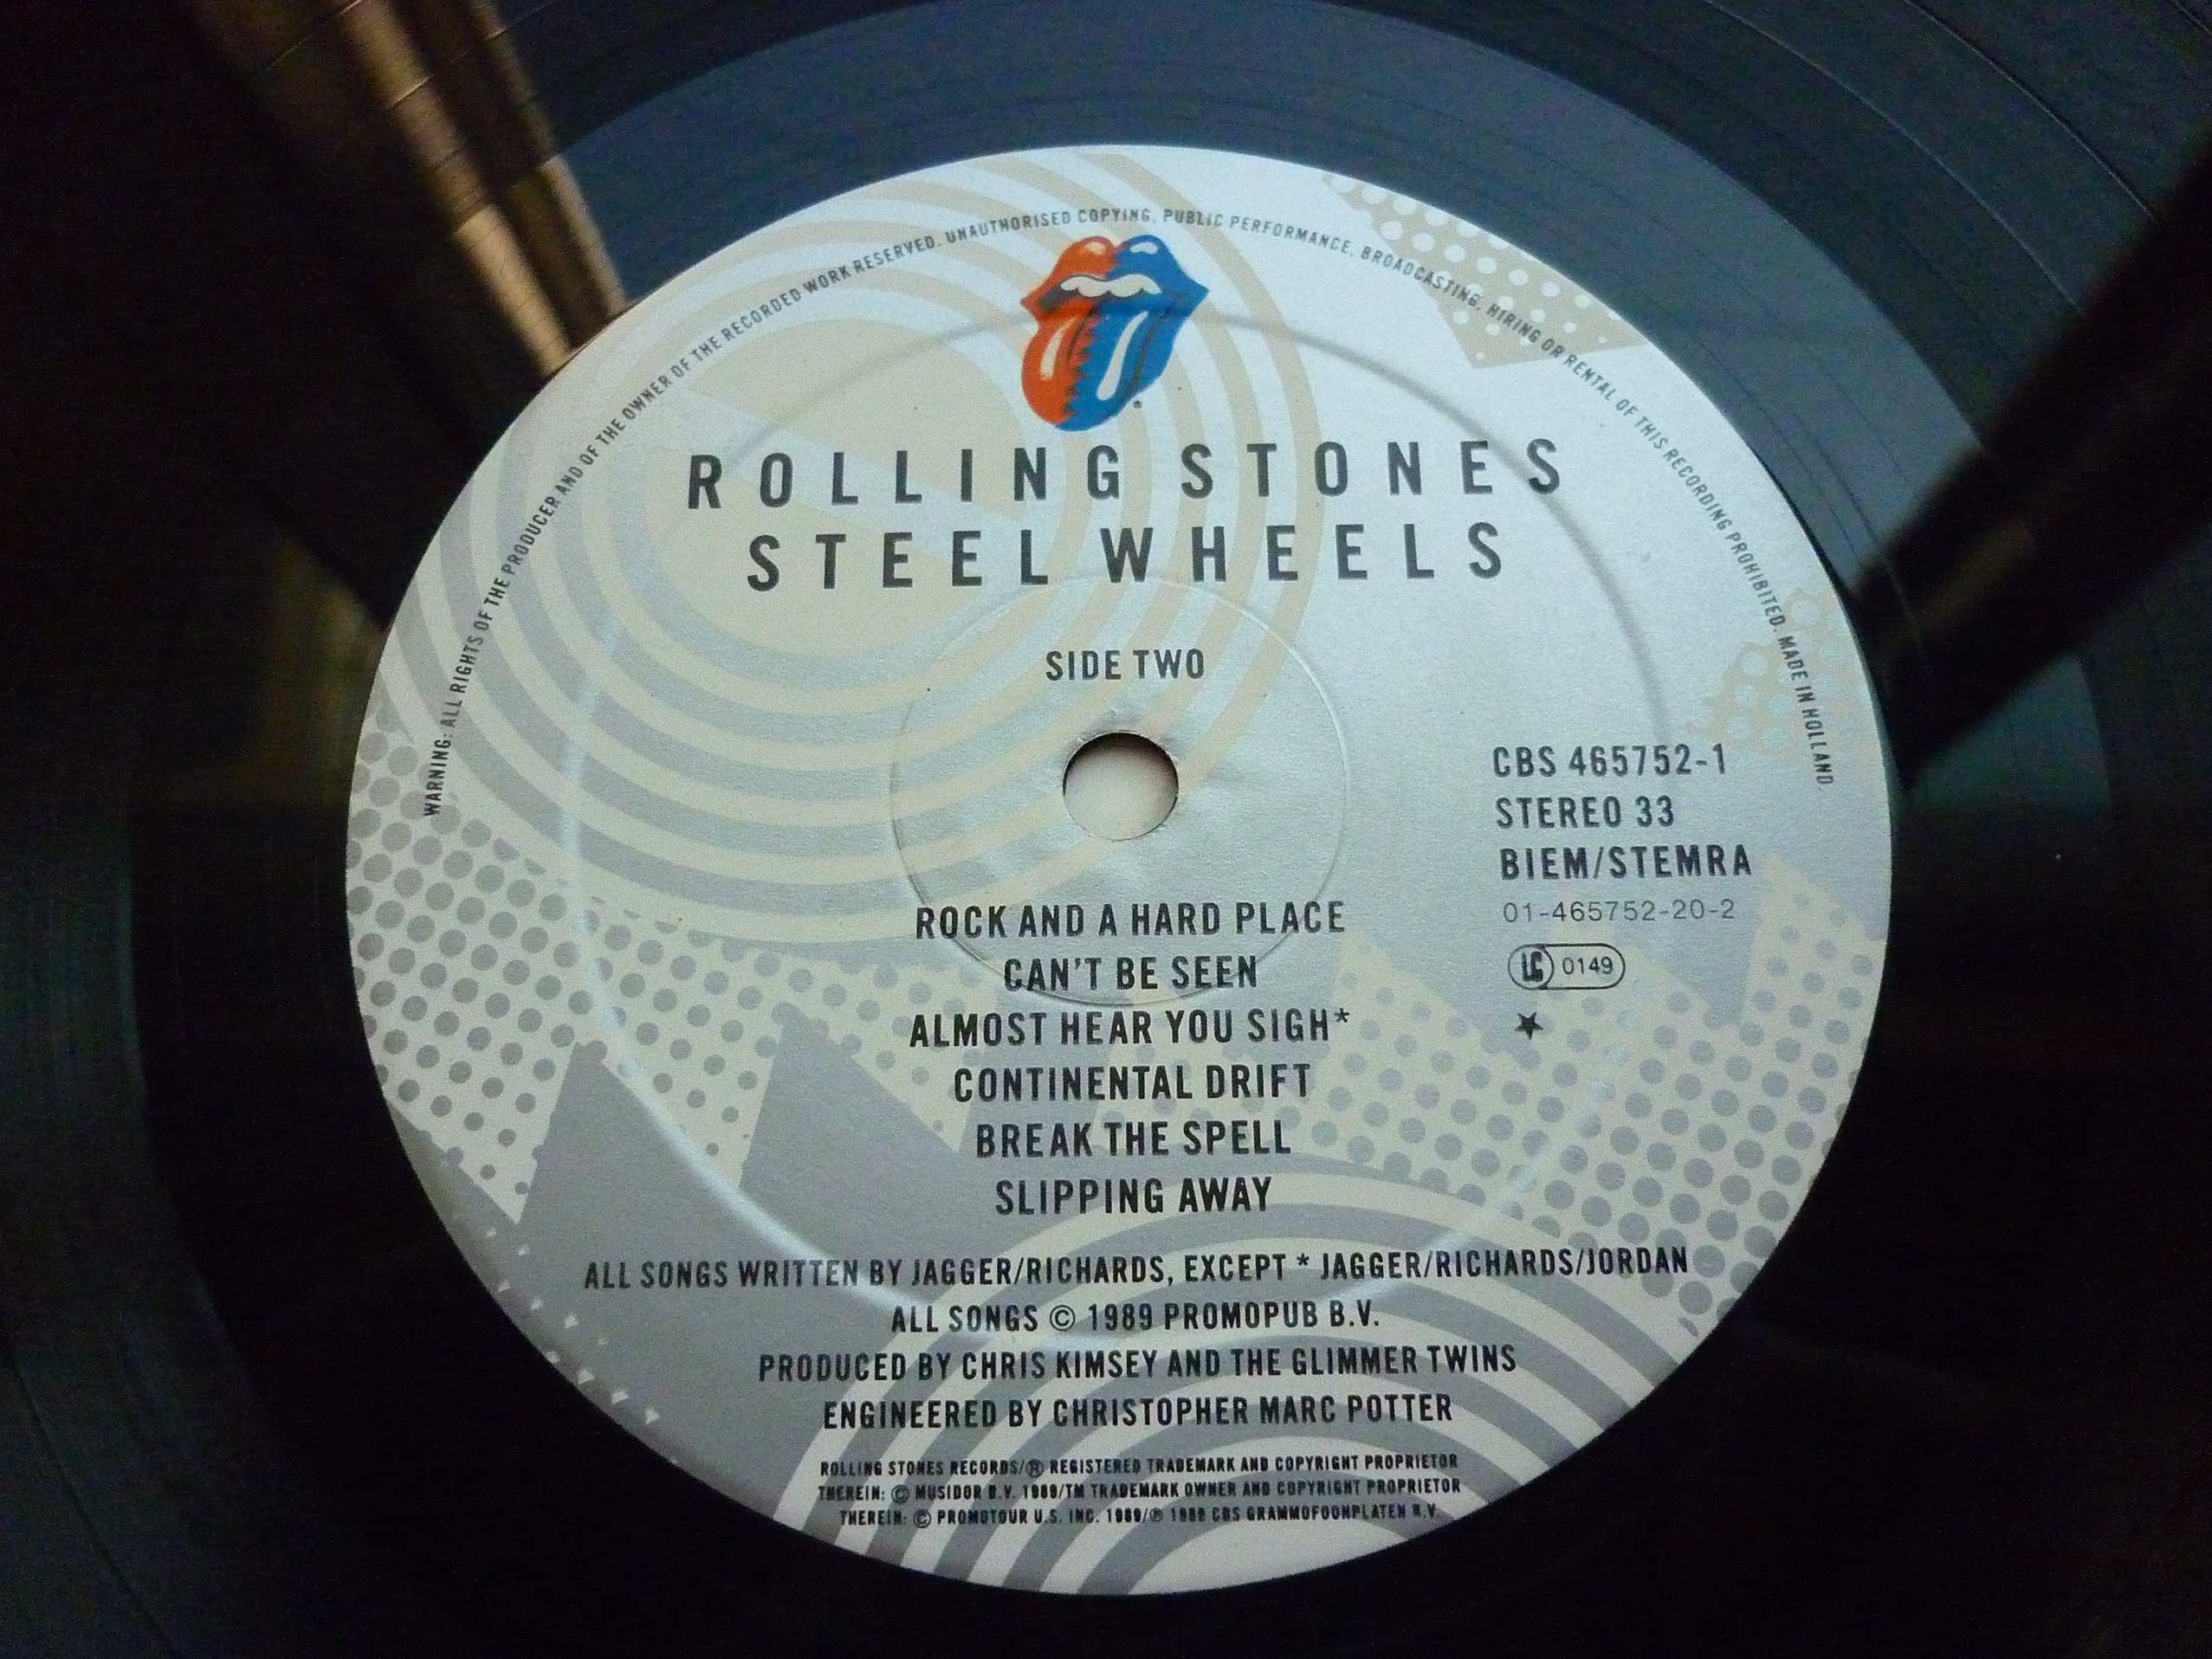 WARNING: ALL RIGHTS OF THE PRODUCER AND OF THE OWNER OF THE RECORDED WORK RESERVED. UNAUTHORISED COPYING, PUBLIC PERFORMANCE, BROADCASTING, HIRING OR RENTAL OF THIS RECORDING PROHIBITED. MADE IN HOLLAND
®
ROLLING STONES
STEEL WHEELS
SIDE TWO
CBS 465752-1
STEREO 33
BIEM/STEMRA
01-465752-20-2
LC 0149
★
ROCK AND A HARD PLACE
CAN'T BE SEEN
ALMOST HEAR YOU SIGH*
CONTINENTAL DRIFT
BREAK THE SPELL
SLIPPING AWAY
ALL SONGS WRITTEN BY JAGGER/RICHARDS, EXCEPT * JAGGER/RICHARDS/JORDAN
ALL SONGS © 1989 PROMOPUB B.V.
PRODUCED BY CHRIS KIMSEY AND THE GLIMMER TWINS
ENGINEERED BY CHRISTOPHER MARC POTTER
ROLLING STONES RECORDS/® REGISTERED TRADEMARK AND COPYRIGHT PROPRIETOR
THEREIN: © MUSIDOR B.V. 1989/TM TRADEMARK OWNER AND COPYRIGHT PROPRIETOR
THEREIN: © PROMOTOUR U.S. INC. 1989/℗ 1989 CBS GRAMMOFOONPLATEN B.V.